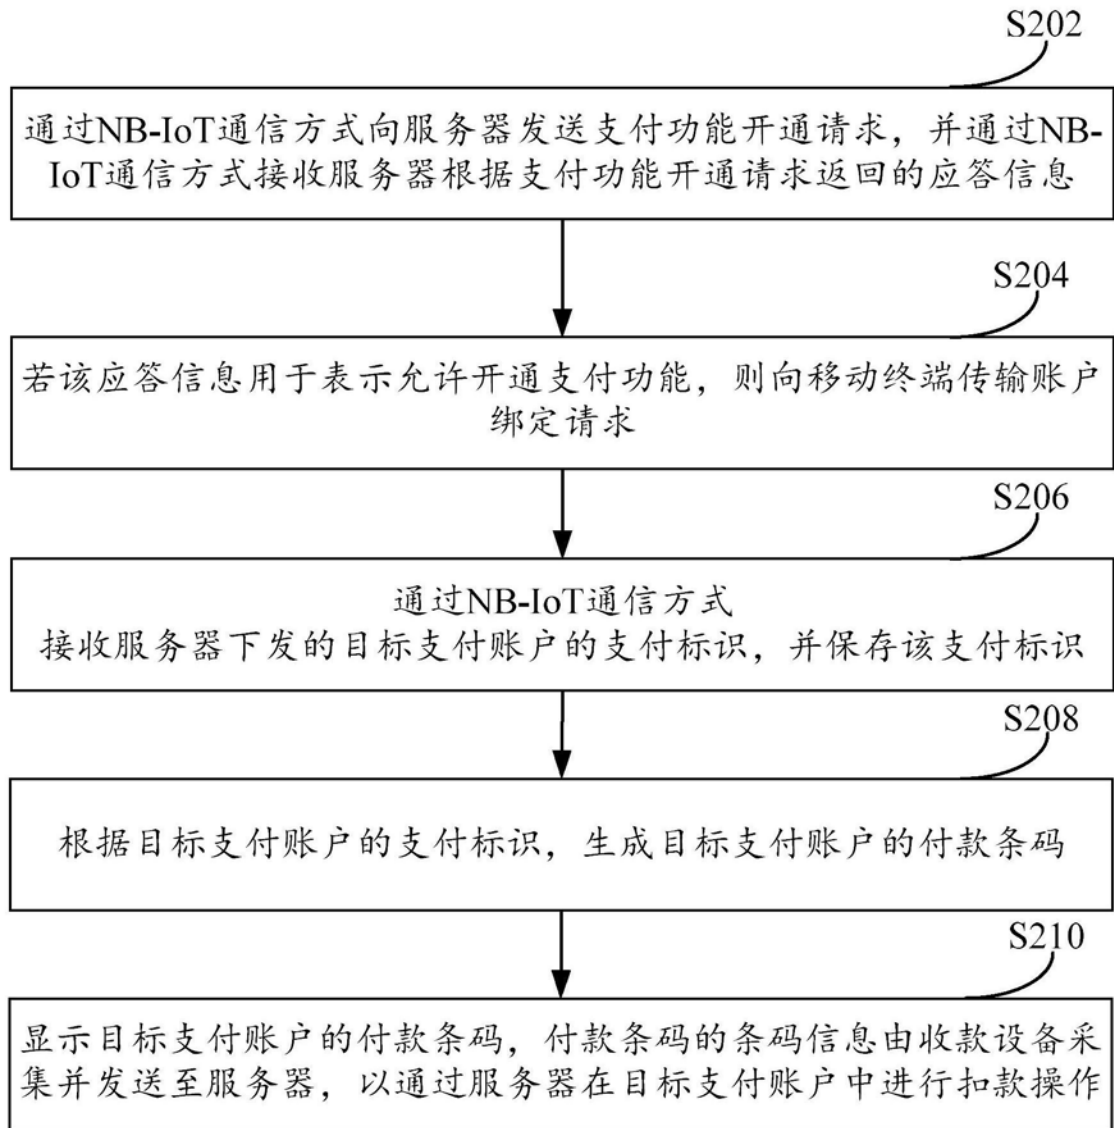 S202
通过NB-IoT通信方式向服务器发送支付功能开通请求，并通过NB-
IoT通信方式接收服务器根据支付功能开通请求返回的应答信息
S204
若该应答信息用于表示允许开通支付功能，则向移动终端传输账户
绑定请求
S206
通过NB-IoT通信方式
接收服务器下发的目标支付账户的支付标识，并保存该支付标识
S208
根据目标支付账户的支付标识，生成目标支付账户的付款条码
S210
显示目标支付账户的付款条码，付款条码的条码信息由收款设备采
集并发送至服务器，以通过服务器在目标支付账户中进行扣款操作